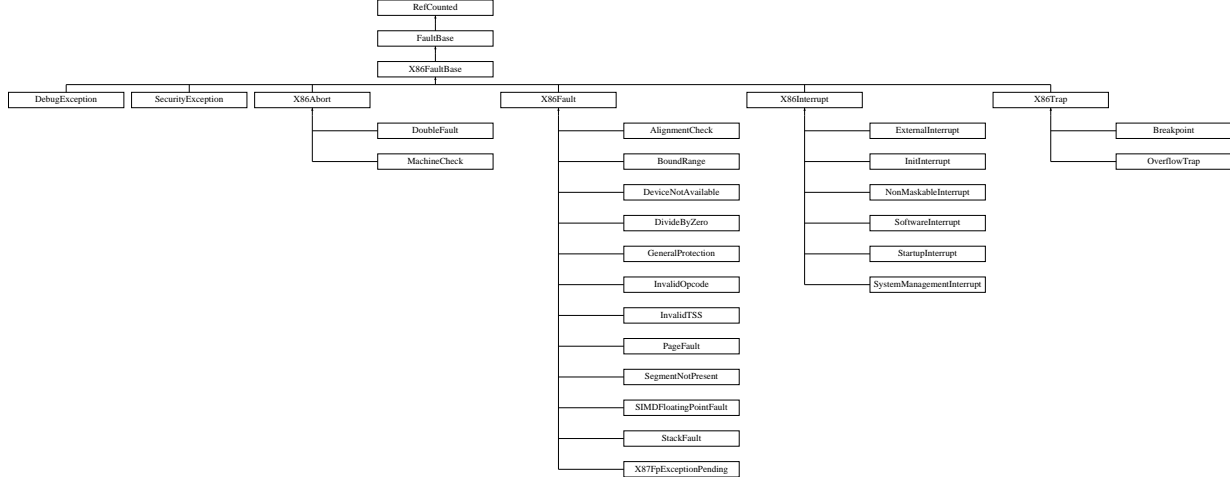 RefCounted
FaultBase
X86FaultBase
DebugException SecurityException X86Abort X86Fault X86Interrupt X86Trap
DoubleFault AlignmentCheck ExternalInterrupt Breakpoint
MachineCheck BoundRange InitInterrupt OverflowTrap
DeviceNotAvailable NonMaskableInterrupt
DivideByZero SoftwareInterrupt
GeneralProtection StartupInterrupt
InvalidOpcode SystemManagementInterrupt
InvalidTSS
PageFault
SegmentNotPresent
SIMDFloatingPointFault
StackFault
X87FpExceptionPending